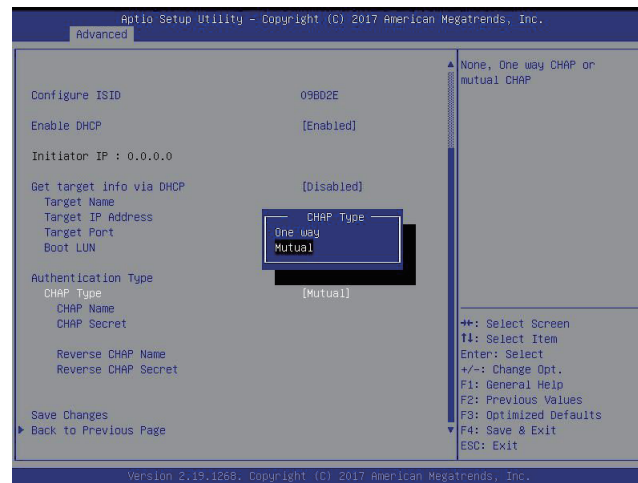 Aptio Setup Utility – Copyright (C) 2017 American Megatrends, Inc.
Advanced
Configure ISID 09BD2E
Enable DHCP [Enabled]
Initiator IP : 0.0.0.0
Get target info via DHCP [Disabled]
Target Name
Target IP Address
Target Port
Boot LUN
Authentication Type
CHAP Type [Mutual]
CHAP Name
CHAP Secret
Reverse CHAP Name
Reverse CHAP Secret
Save Changes
Back to Previous Page
CHAP Type
One way
Mutual
None, One way CHAP or
mutual CHAP
→←: Select Screen
↑↓: Select Item
Enter: Select
+/-: Change Opt.
F1: General Help
F2: Previous Values
F3: Optimized Defaults
F4: Save & Exit
ESC: Exit
Version 2.19.1268. Copyright (C) 2017 American Megatrends, Inc.